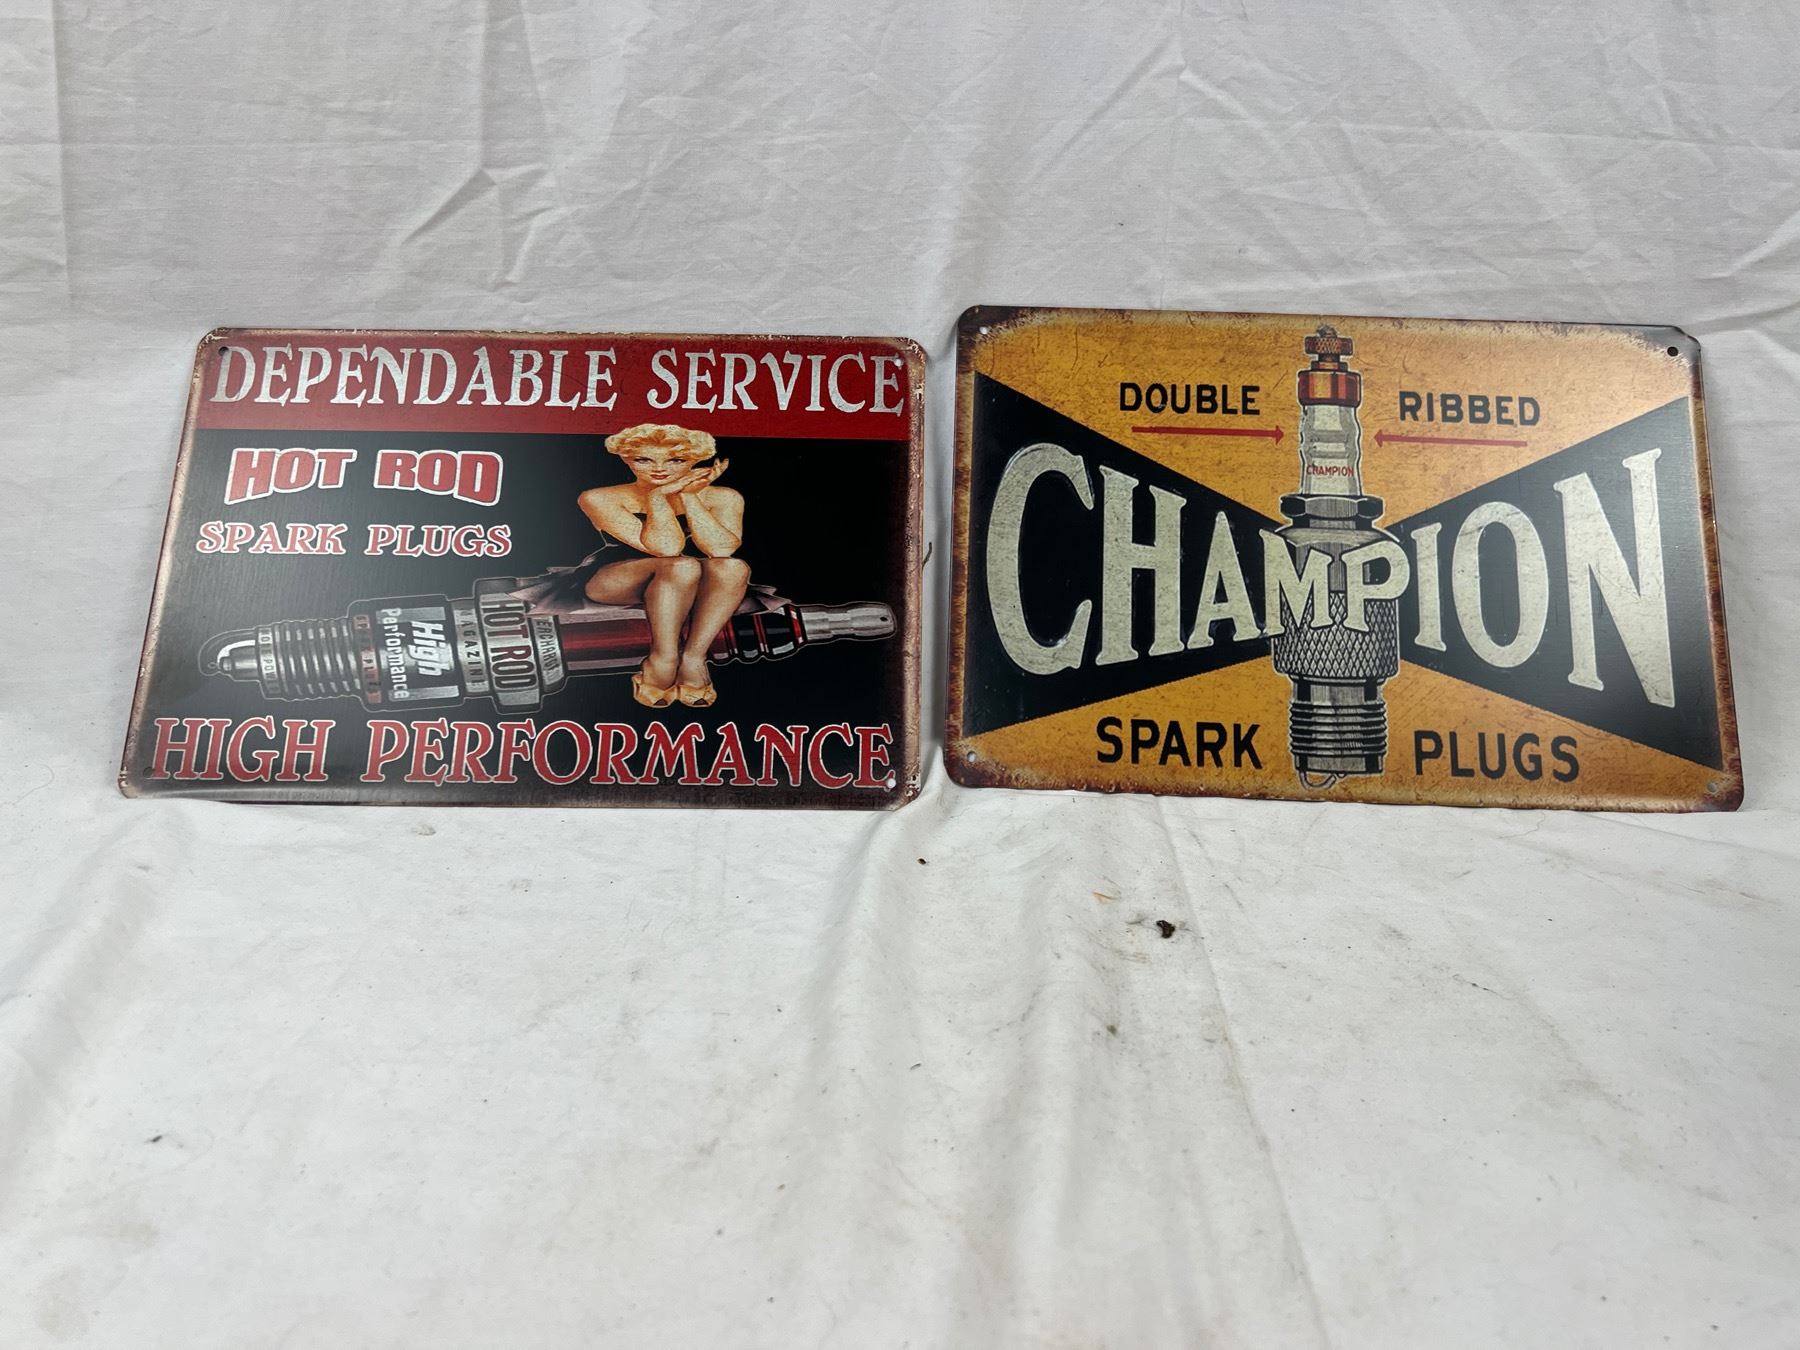 DEPENDABLE SERVICE
HOT ROD
SPARK PLUGS
High
Performance
HOT ROD
MAGAZINE
HIGH PERFORMANCE
DOUBLE RIBBED
CHAMPION
CHAMPION
SPARK PLUGS